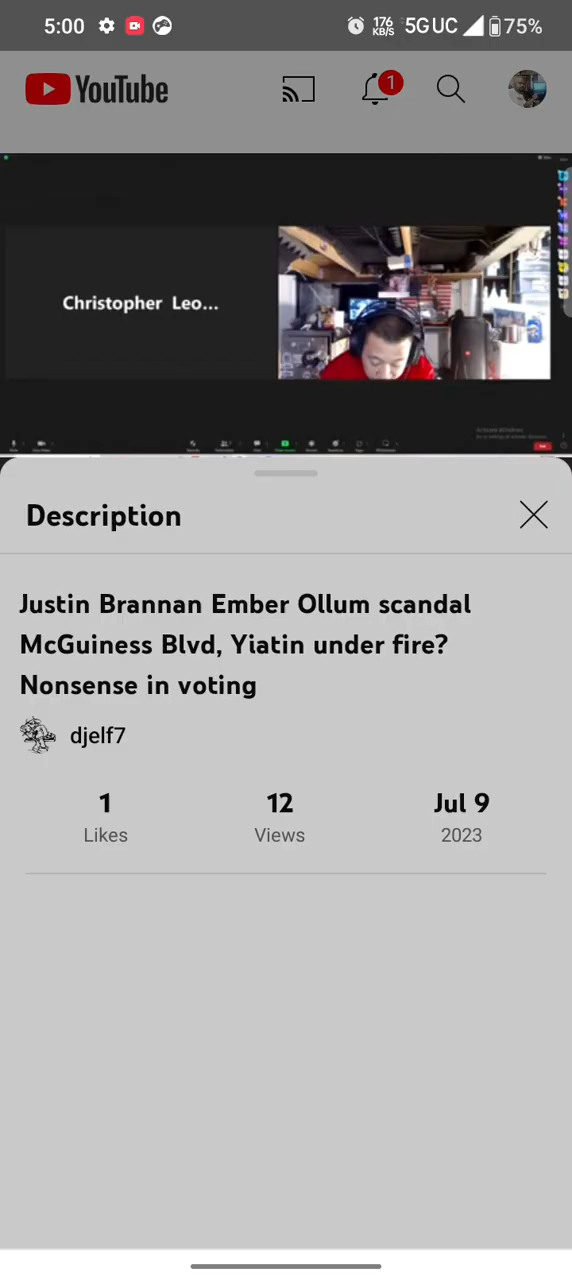 5:00
176
KB/S
5G UC
75%
YouTube
1
Christopher Leo...
Description
Justin Brannan Ember Ollum scandal
McGuiness Blvd, Yiatin under fire?
Nonsense in voting
djelf7
1
12
Jul 9
Likes
Views
2023